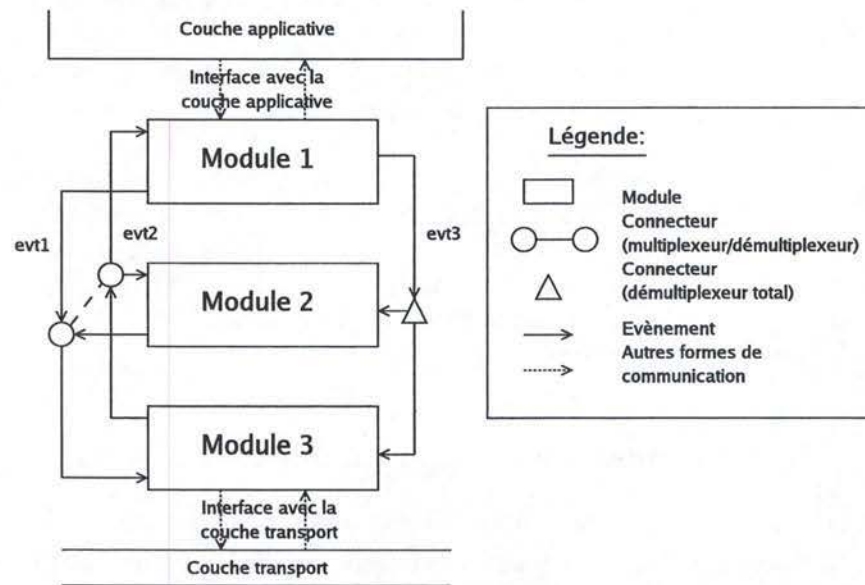 Couche applicative
Interface avec la
couche applicative
Module 1
evt1
evt2
evt3
Module 2
Module 3
Interface avec la
couche transport
Couche transport
Légende:
Module
Connecteur
(multiplexeur/démultiplexeur)
Connecteur
(démultiplexeur total)
Evènement
Autres formes de
communication